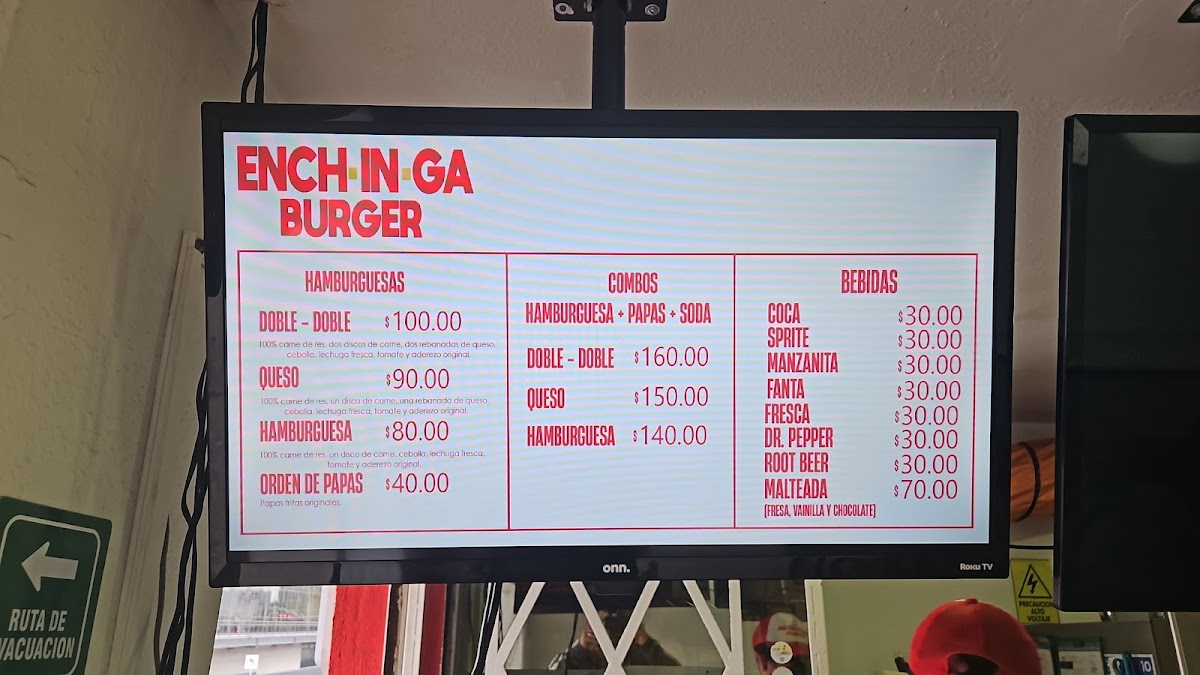 ENCH·IN·GA
BURGER
HAMBURGUESAS
DOBLE - DOBLE $100.00
100% carne de res, dos discos de carne, dos rebanadas de queso,
cebolla, lechuga fresca, tomate y aderezo original.
QUESO $90.00
100% carne de res, un disco de carne, una rebanada de queso,
cebolla, lechuga fresca, tomate y aderezo original.
HAMBURGUESA $80.00
100% carne de res, un disco de carne, cebolla, lechuga fresca,
tomate y aderezo original.
ORDEN DE PAPAS $40.00
Papas fritas originales.
COMBOS
HAMBURGUESA + PAPAS + SODA
DOBLE - DOBLE $160.00
QUESO $150.00
HAMBURGUESA $140.00
BEBIDAS
COCA $30.00
SPRITE $30.00
MANZANITA $30.00
FANTA $30.00
FRESCA $30.00
DR. PEPPER $30.00
ROOT BEER $30.00
MALTEADA $70.00
(FRESA, VAINILLA Y CHOCOLATE)
onn.
Roku TV
RUTA DE
VACUACION
PRECAUCION
ALTO
VOLTAJE
10